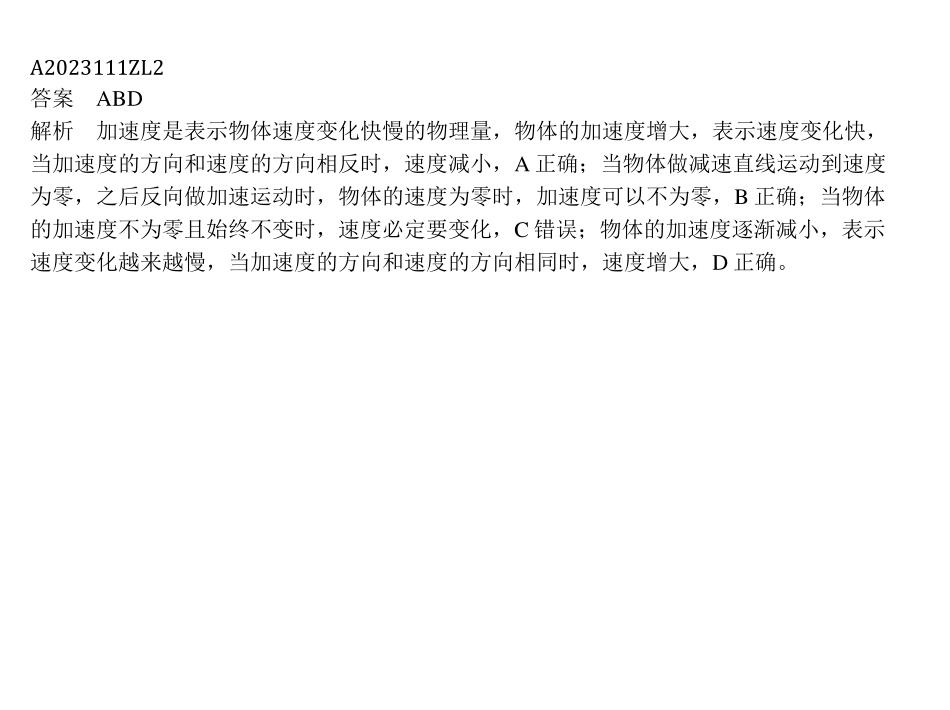 A2023111ZL2
答案　ABD
解析　加速度是表示物体速度变化快慢的物理量，物体的加速度增大，表示速度变化快，
当加速度的方向和速度的方向相反时，速度减小，A 正确；当物体做减速直线运动到速度
为零，之后反向做加速运动时，物体的速度为零时，加速度可以不为零，B 正确；当物体
的加速度不为零且始终不变时，速度必定要变化，C 错误；物体的加速度逐渐减小，表示
速度变化越来越慢，当加速度的方向和速度的方向相同时，速度增大，D 正确。